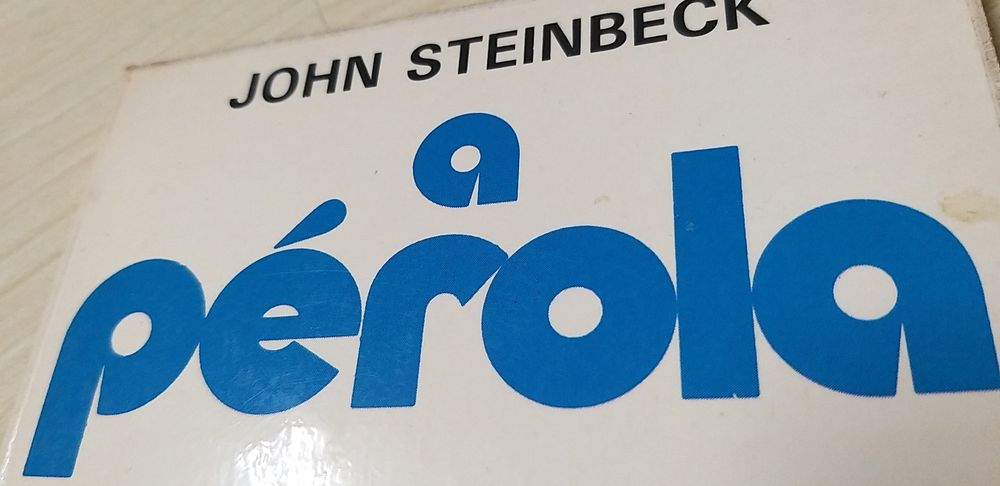 JOHN STEINBECK
a
pérola